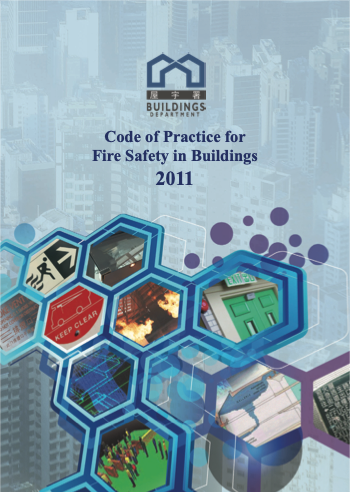 屋宇署
BUILDINGS
DEPARTMENT
Code of Practice for
Fire Safety in Buildings
2011
KEEP CLEAR